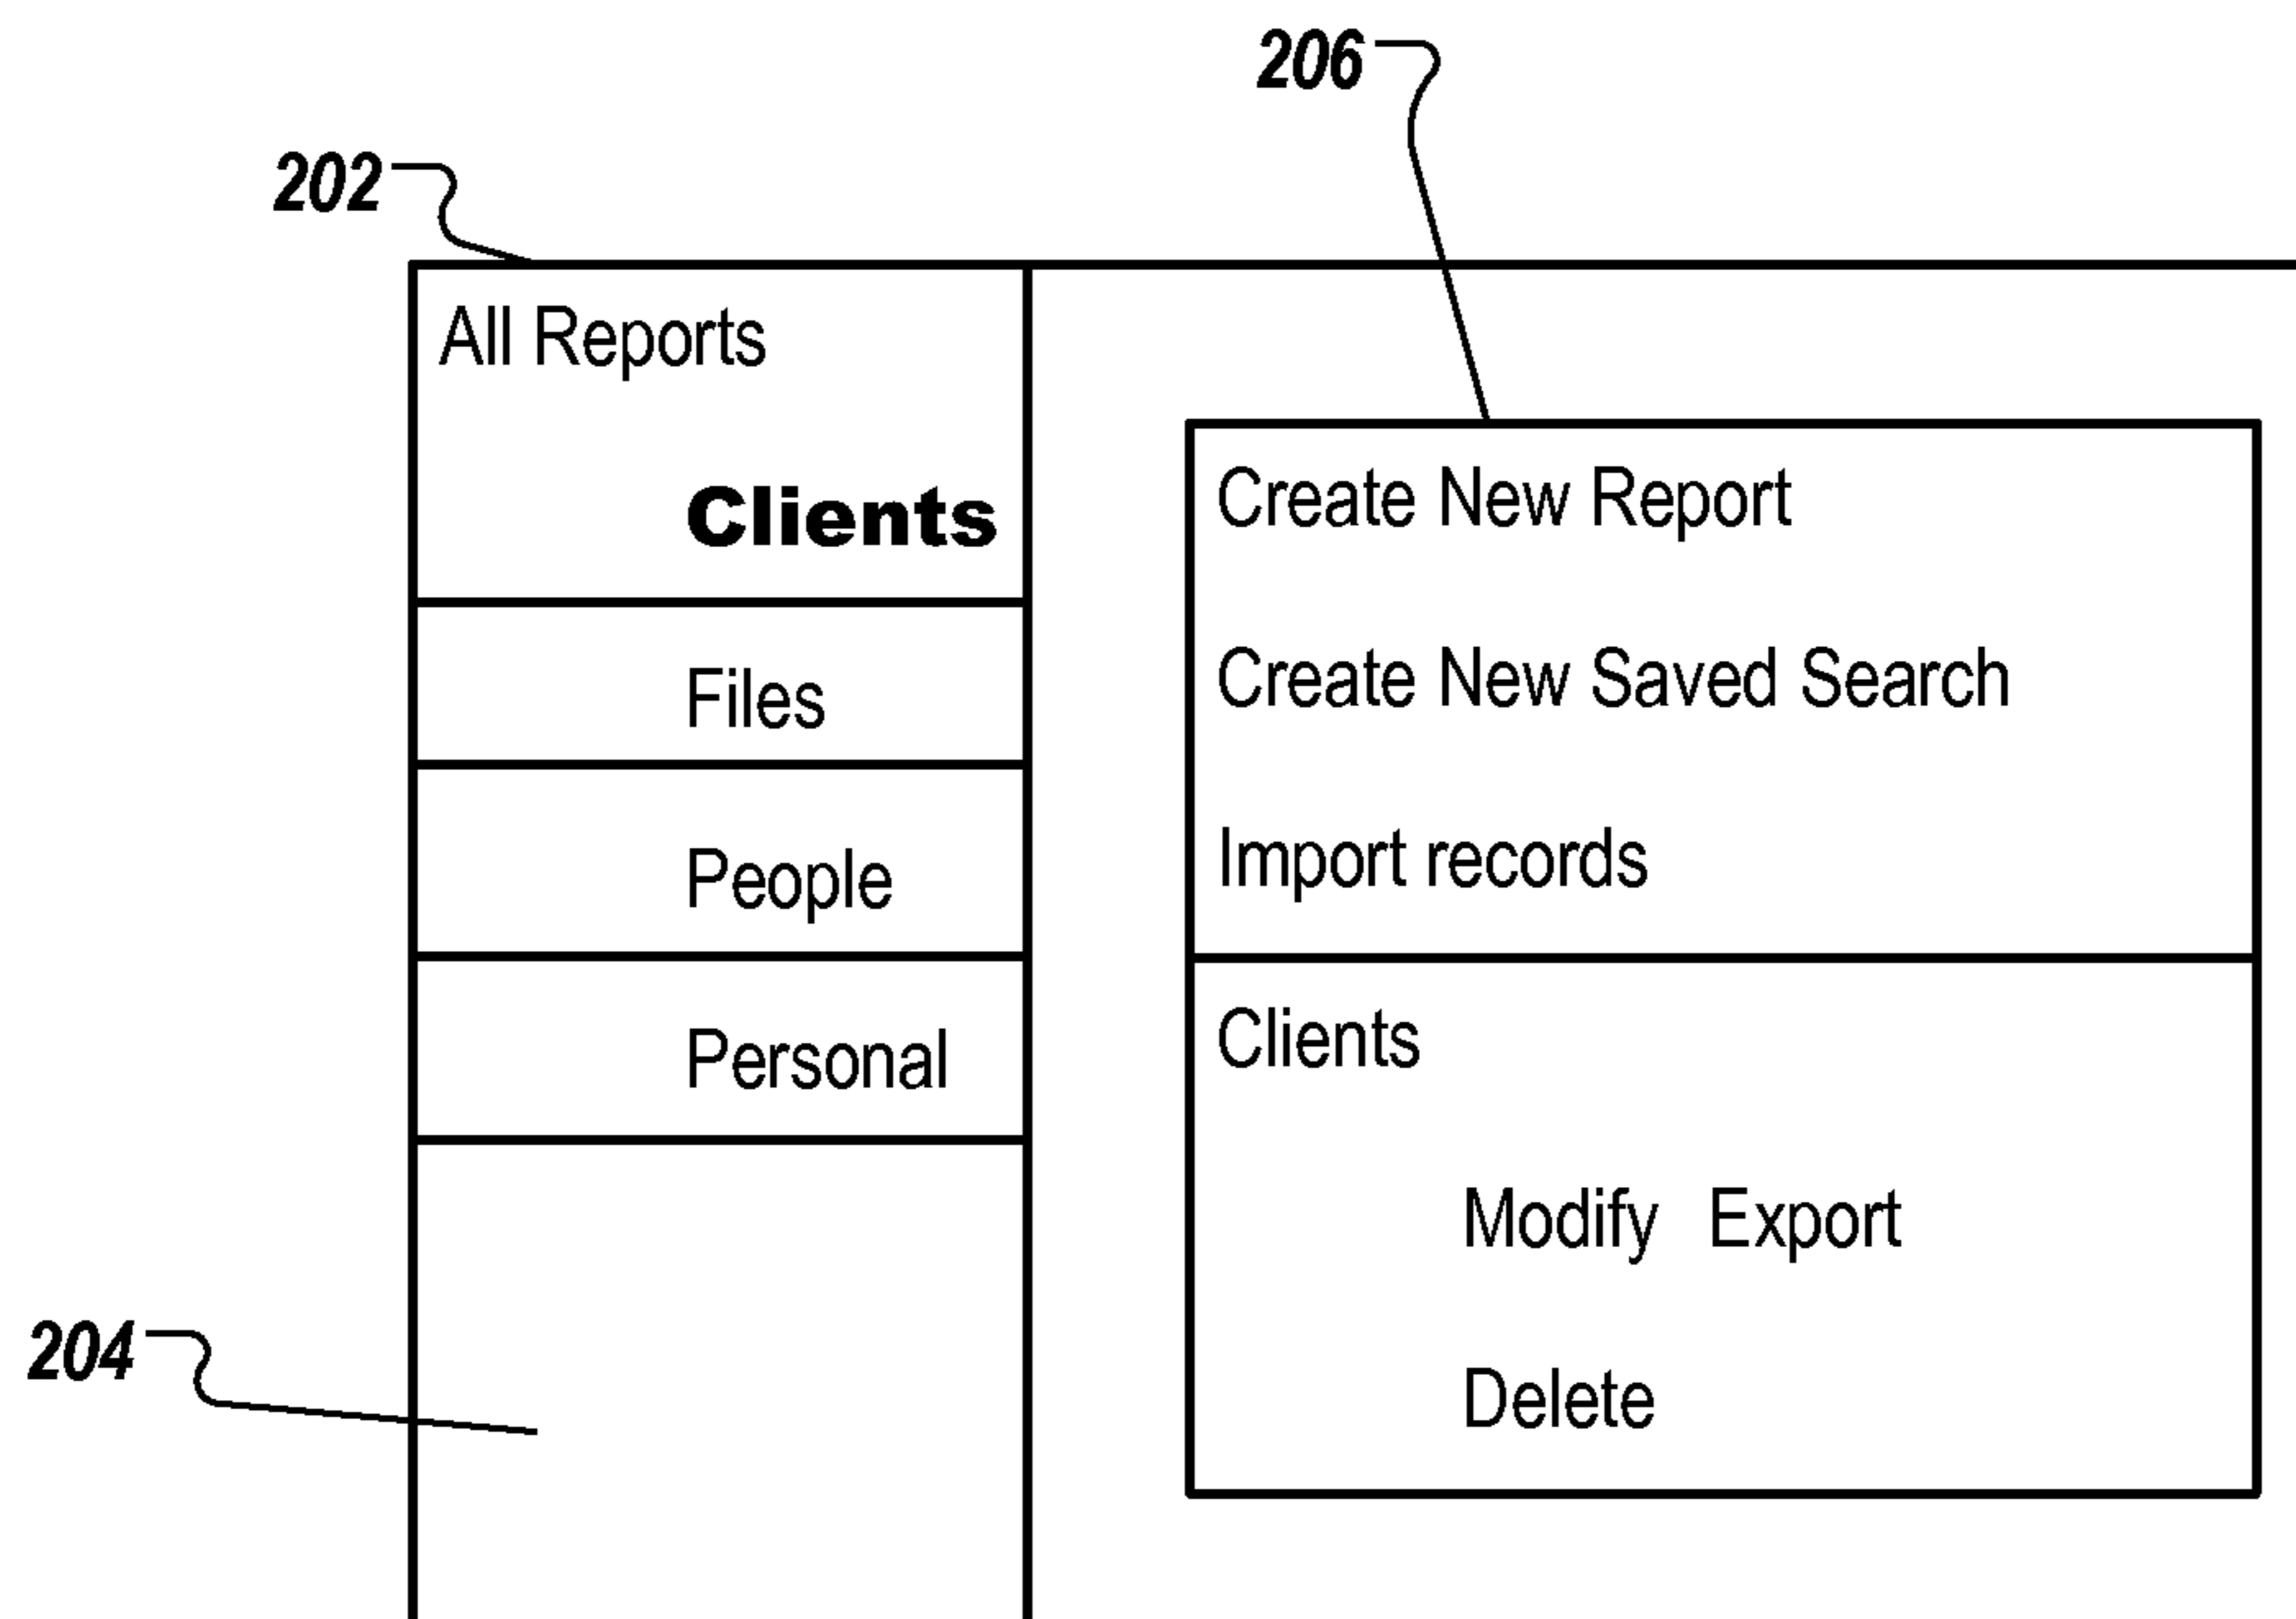 206
202
All Reports
Clients
Files
People
Personal
204
Create New Report
Create New Saved Search
Import records
Clients
Modify Export
Delete